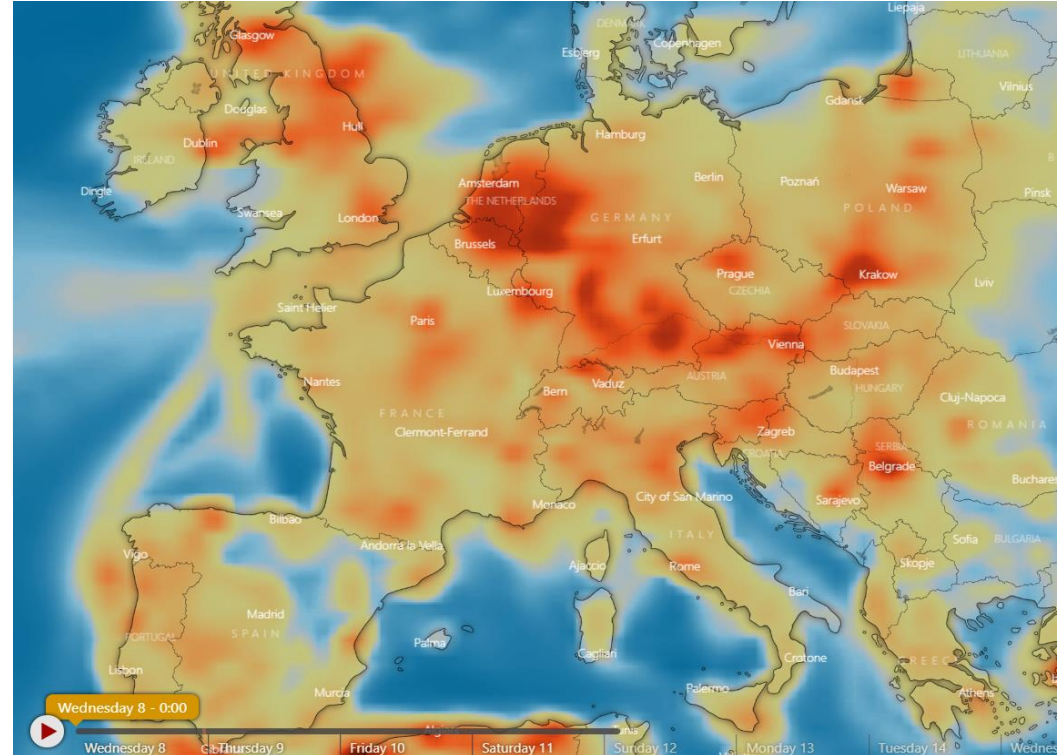 Liepaja
DENMARK
Glasgow
Esbjerg
Copenhagen
LITHUANIA
UNITED KINGDOM
Vilnius
Douglas
Gdansk
Hull
Hamburg
Dublin
IRELAND
Berlin
Poznań
Amsterdam
Warsaw
Pinsk
Dingle
THE NETHERLANDS
POLAND
Swansea
London
GERMANY
Erfurt
Brussels
Prague
Krakow
Lviv
Luxembourg
CZECHIA
Saint Helier
Paris
SLOVAKIA
Vienna
Budapest
Nantes
Bern
Vaduz
AUSTRIA
HUNGARY
Cluj-Napoca
FRANCE
Clermont-Ferrand
Zagreb
ROMANIA
CROATIA
SERBIA
Belgrade
City of San Marino
Sarajevo
Monaco
Bilbao
ITALY
Sofia
BULGARIA
Andorra la Vella
Vigo
Ajaccio
Rome
Skopje
Bari
Madrid
PORTUGAL
SPAIN
Palma
Cagliari
Crotone
Lisbon
Murcia
Palermo
Athens
Wednesday 8 - 0:00
Tunis
Wednesday 8
Thursday 9
Friday 10
Saturday 11
Sunday 12
Monday 13
Tuesday 14